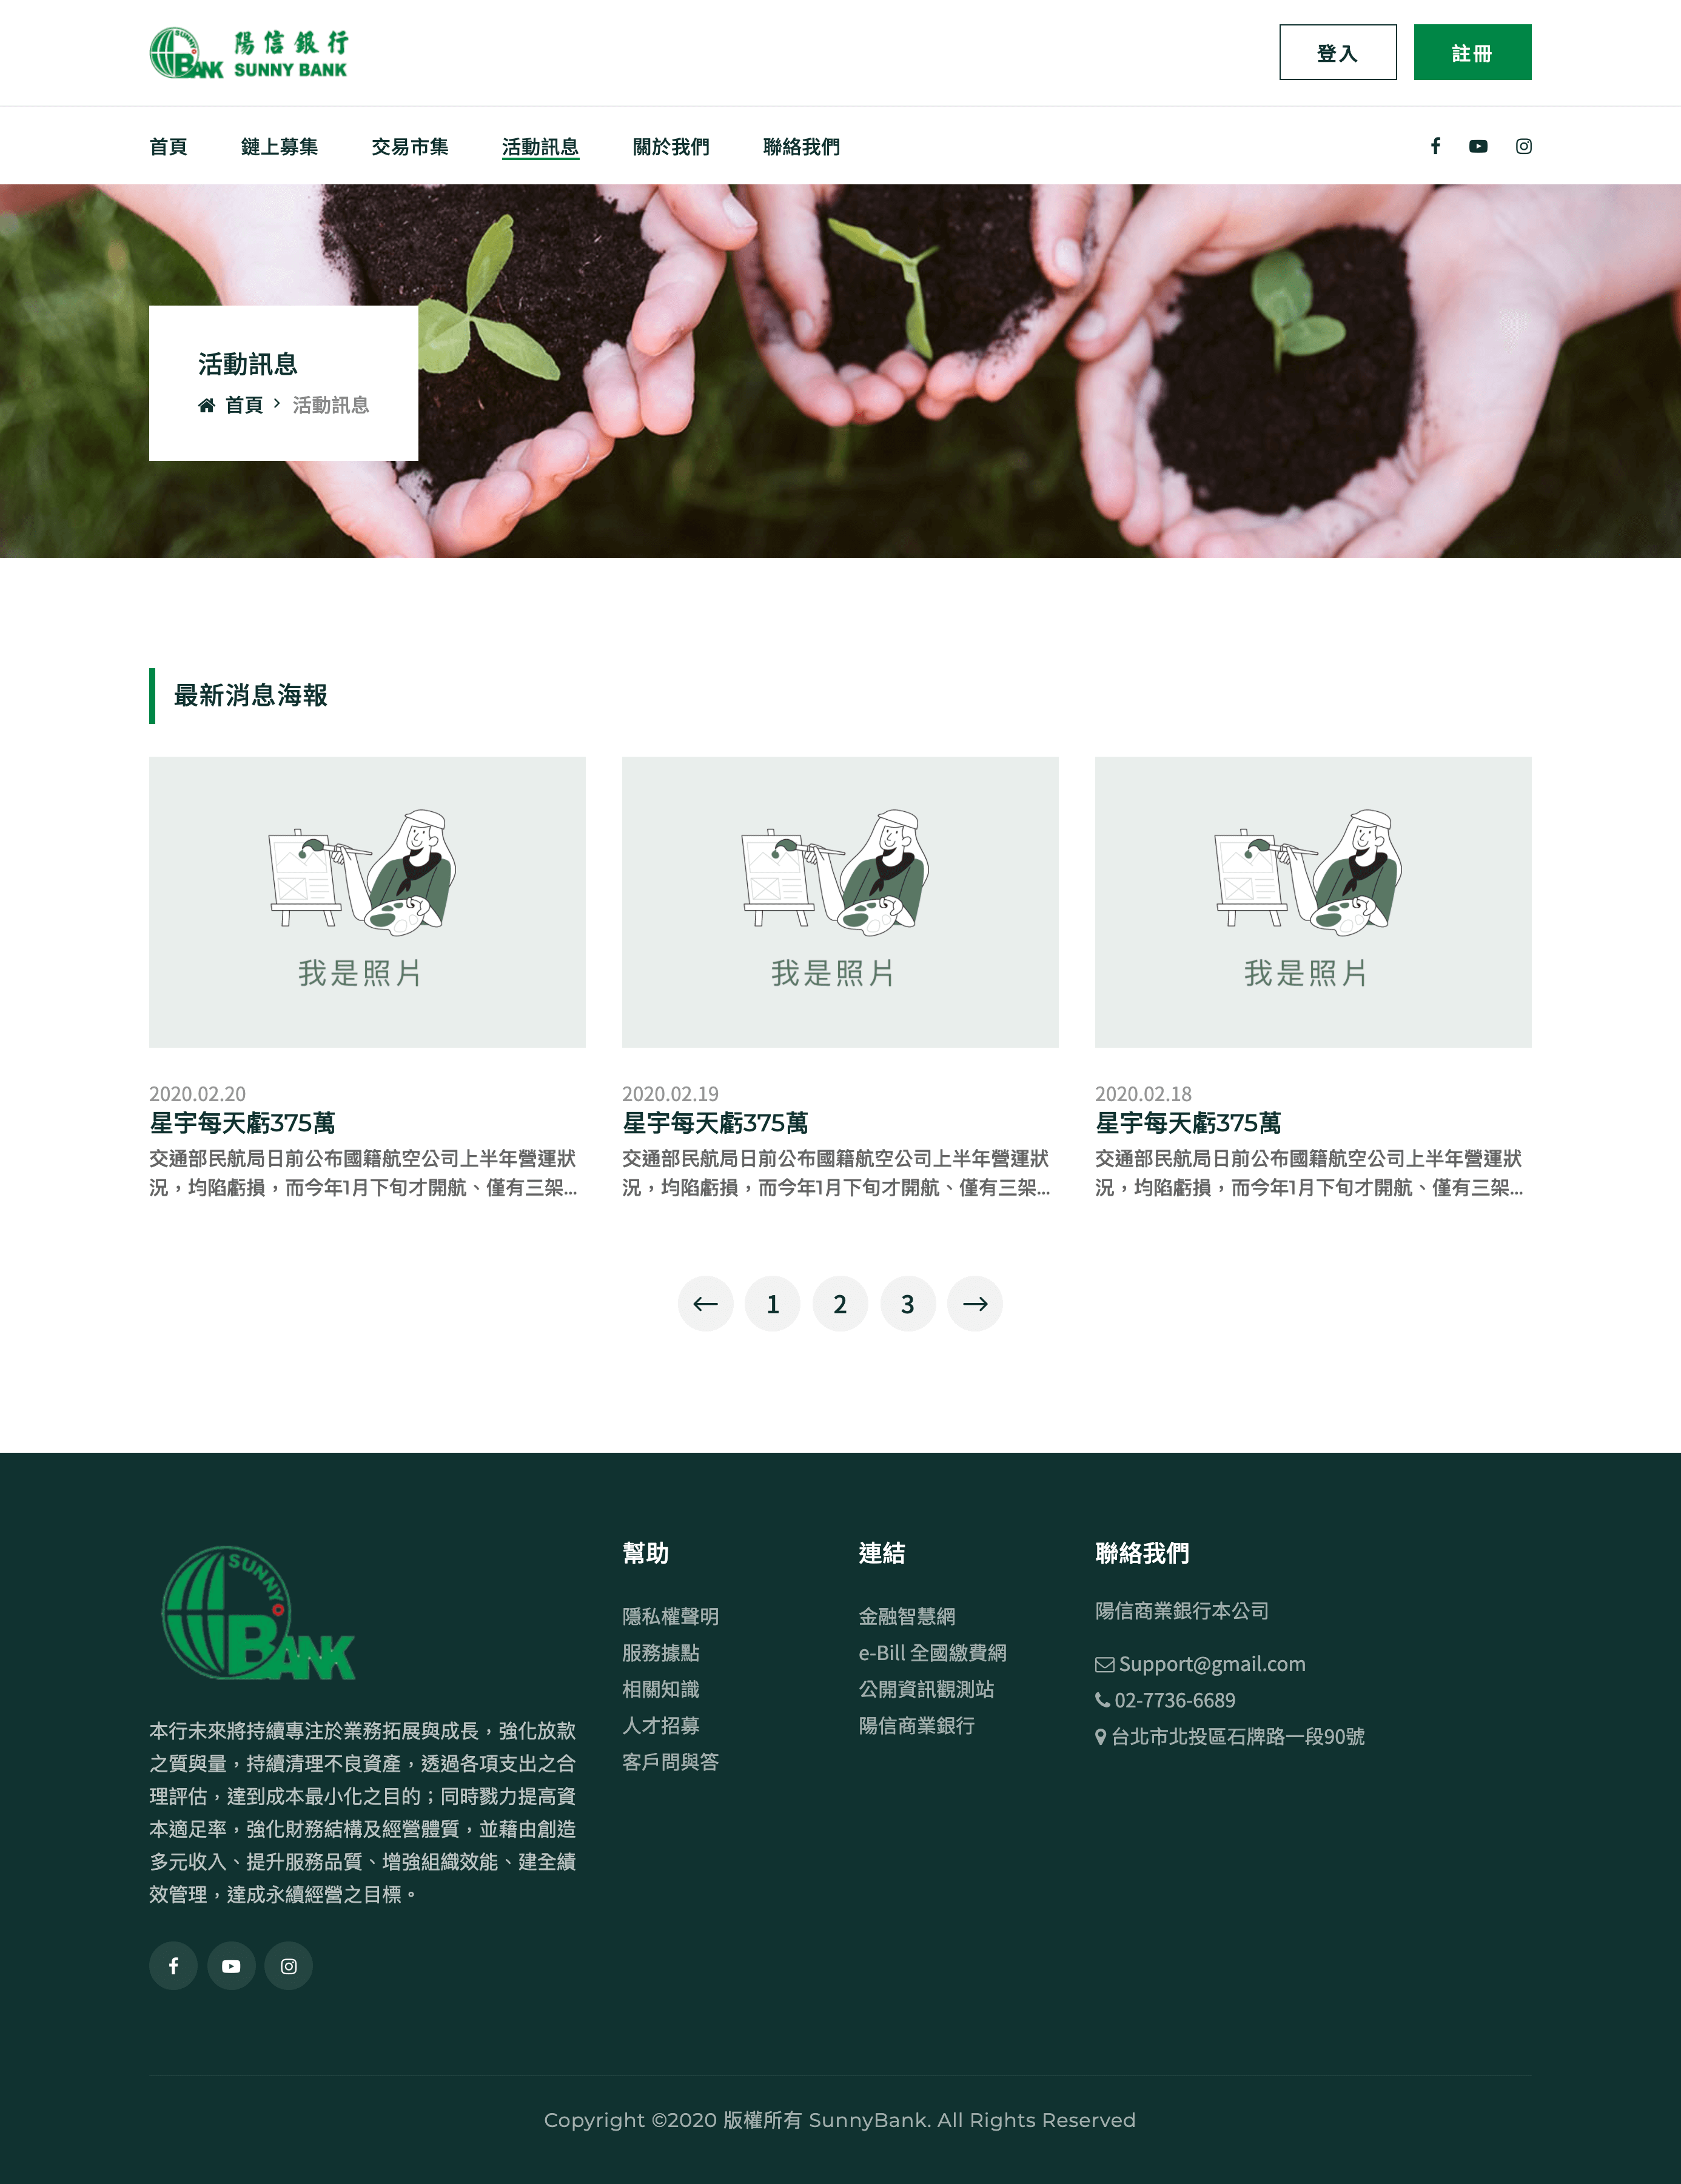 SUNNY
BANK
陽信銀行
SUNNY BANK
登入
註冊
首頁
鏈上募集
交易市集
活動訊息
關於我們
聯絡我們
活動訊息
首頁 > 活動訊息
最新消息海報
我是照片
我是照片
我是照片
2020.02.20
星宇每天虧375萬
交通部民航局日前公布國籍航空公司上半年營運狀
況，均陷虧損，而今年1月下旬才開航、僅有三架...
2020.02.19
星宇每天虧375萬
交通部民航局日前公布國籍航空公司上半年營運狀
況，均陷虧損，而今年1月下旬才開航、僅有三架...
2020.02.18
星宇每天虧375萬
交通部民航局日前公布國籍航空公司上半年營運狀
況，均陷虧損，而今年1月下旬才開航、僅有三架...
← 1 2 3 →
SUNNY
BANK
本行未來將持續專注於業務拓展與成長，強化放款
之質與量，持續清理不良資產，透過各項支出之合
理評估，達到成本最小化之目的；同時戮力提高資
本適足率，強化財務結構及經營體質，並藉由創造
多元收入、提升服務品質、增強組織效能、建全績
效管理，達成永續經營之目標。
幫助
隱私權聲明
服務據點
相關知識
人才招募
客戶問與答
連結
金融智慧網
e-Bill 全國繳費網
公開資訊觀測站
陽信商業銀行
聯絡我們
陽信商業銀行本公司
Support@gmail.com
02-7736-6689
台北市北投區石牌路一段90號
Copyright ©2020 版權所有 SunnyBank. All Rights Reserved